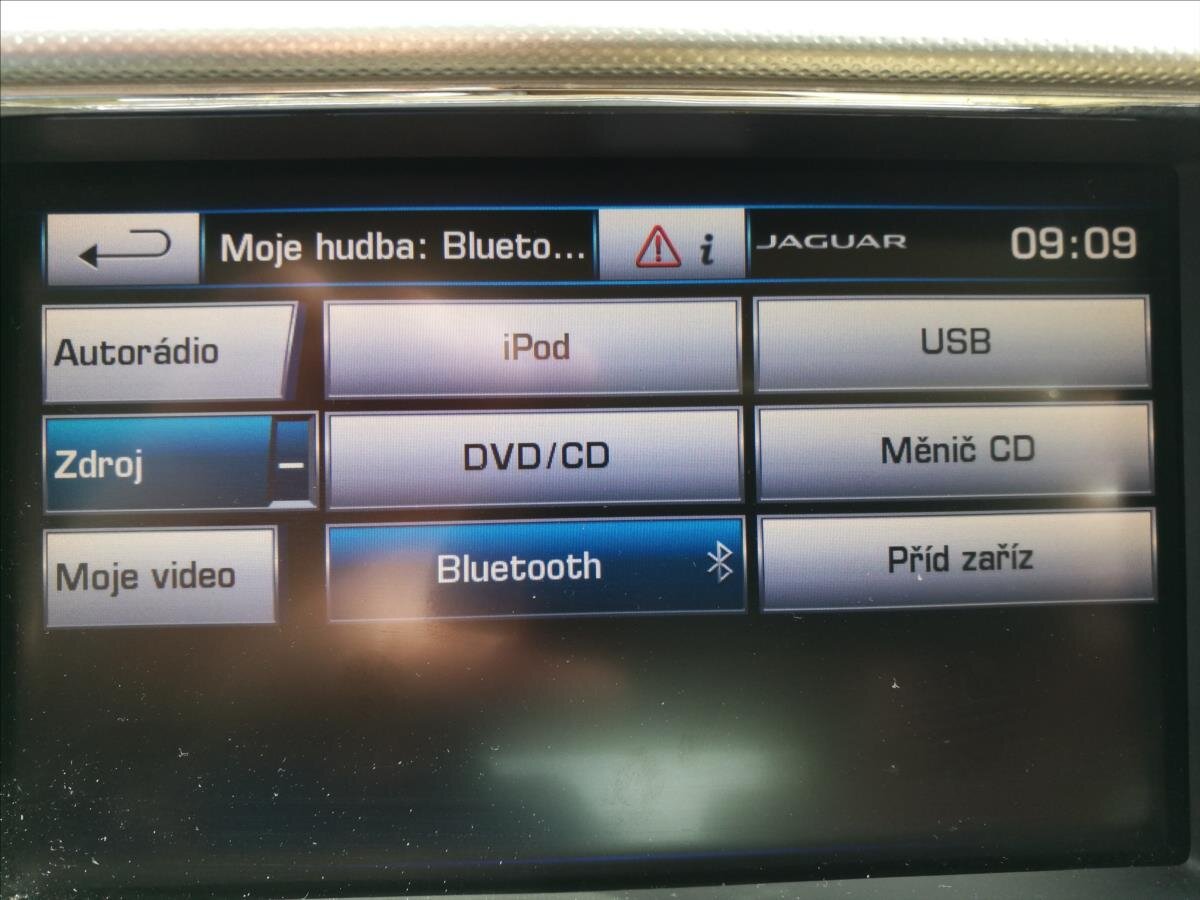 Moje hudba: Blueto...
i
JAGUAR
09:09
Autorádio
iPod
USB
Zdroj
DVD/CD
Měnič CD
Moje video
Bluetooth
Příd zaříz